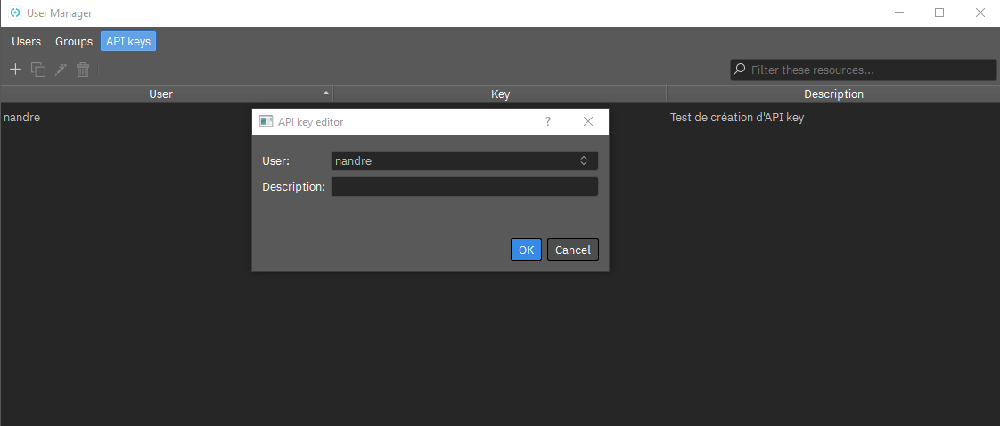 User Manager
Users Groups API keys
Filter these resources...
User Key Description
nandre Test de création d'API key
API key editor ?
User: nandre
Description:
OK Cancel